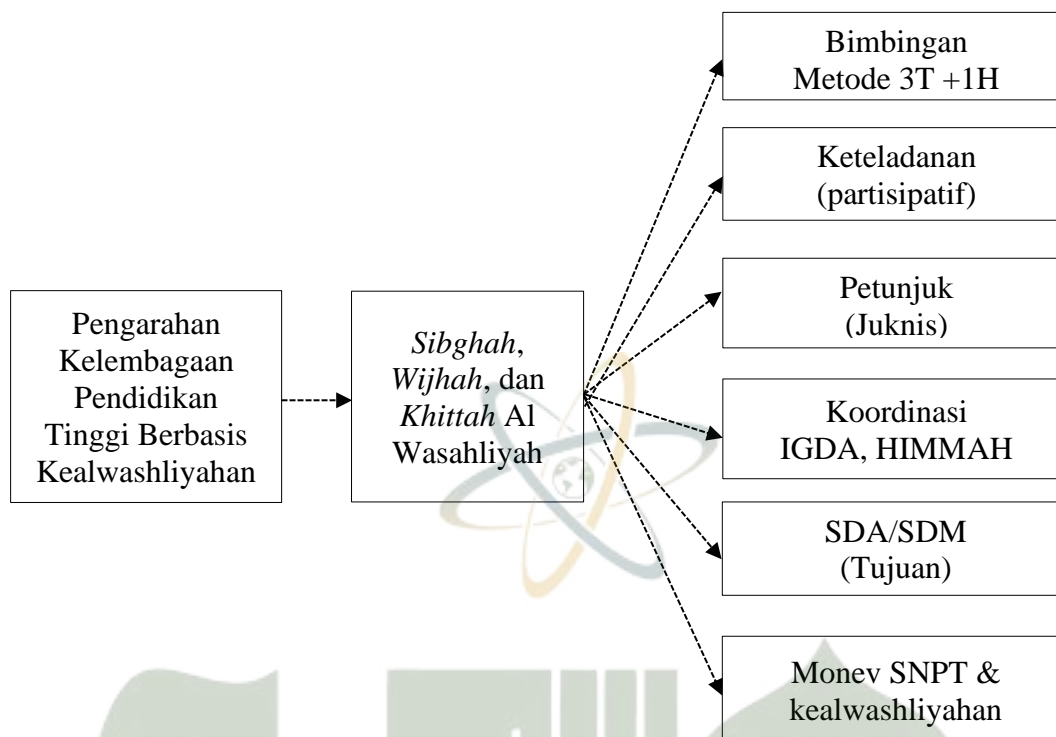 Pengarahan
Kelembagaan
Pendidikan
Tinggi Berbasis
Kealwashliyahan
Sibghah,
Wijhah, dan
Khittah Al
Wasahliyah
Bimbingan
Metode 3T +1H
Keteladanan
(partisipatif)
Petunjuk
(Juknis)
Koordinasi
IGDA, HIMMAH
SDA/SDM
(Tujuan)
Monev SNPT &
kealwashliyahan